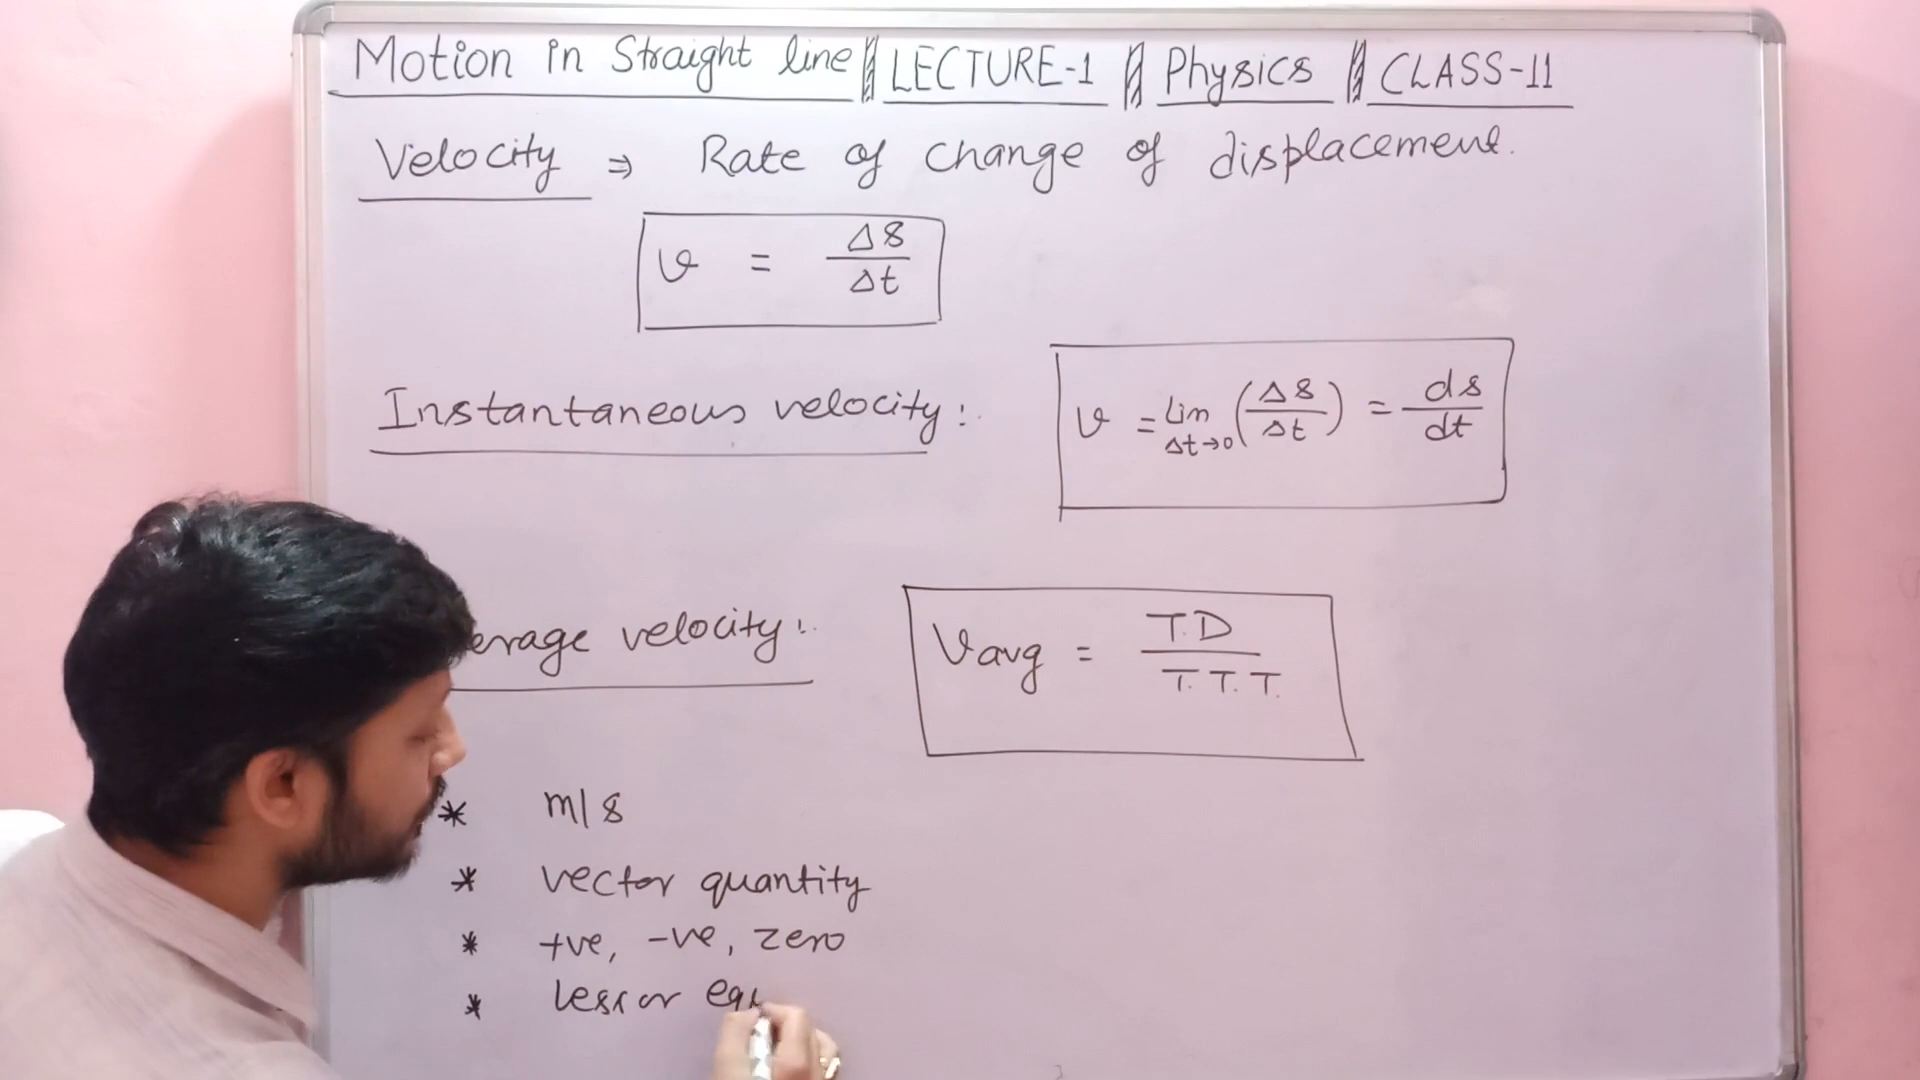 Motion in Straight line || LECTURE-1 || Physics || CLASS-11
Velocity ⇒ Rate of change of displacement.
v = Δs/Δt
Instantaneous velocity: v = Lim Δt→0 (Δs/Δt) = ds/dt
erage velocity: Vavg = T.D/T.T.T.
* m/s
* vector quantity
* +ve, -ve, zero
* less or equ